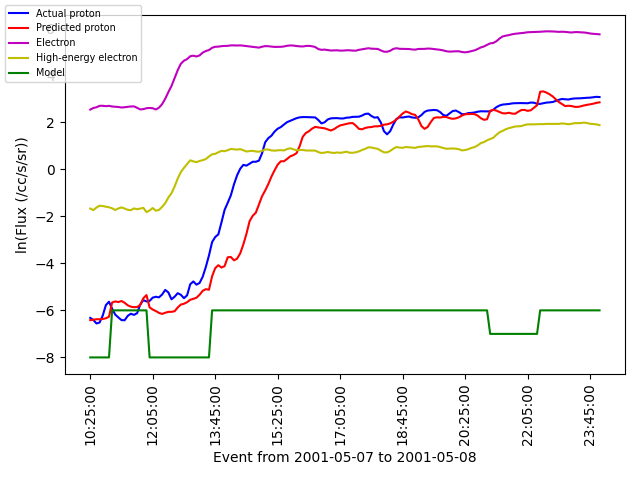 Actual proton
Predicted proton
Electron
High-energy electron
Model
2
0
−2
−4
−6
−8
ln(Flux (/cc/s/sr))
10:25:00
12:05:00
13:45:00
15:25:00
17:05:00
18:45:00
20:25:00
22:05:00
23:45:00
Event from 2001-05-07 to 2001-05-08